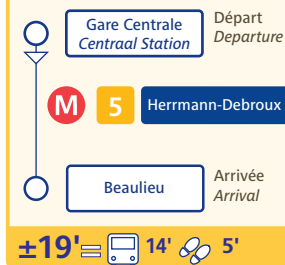 Gare Centrale
Centraal Station
Départ
Departure
M 5 Herrmann-Debroux
Beaulieu
Arrivée
Arrival
±19'= 14' 5'